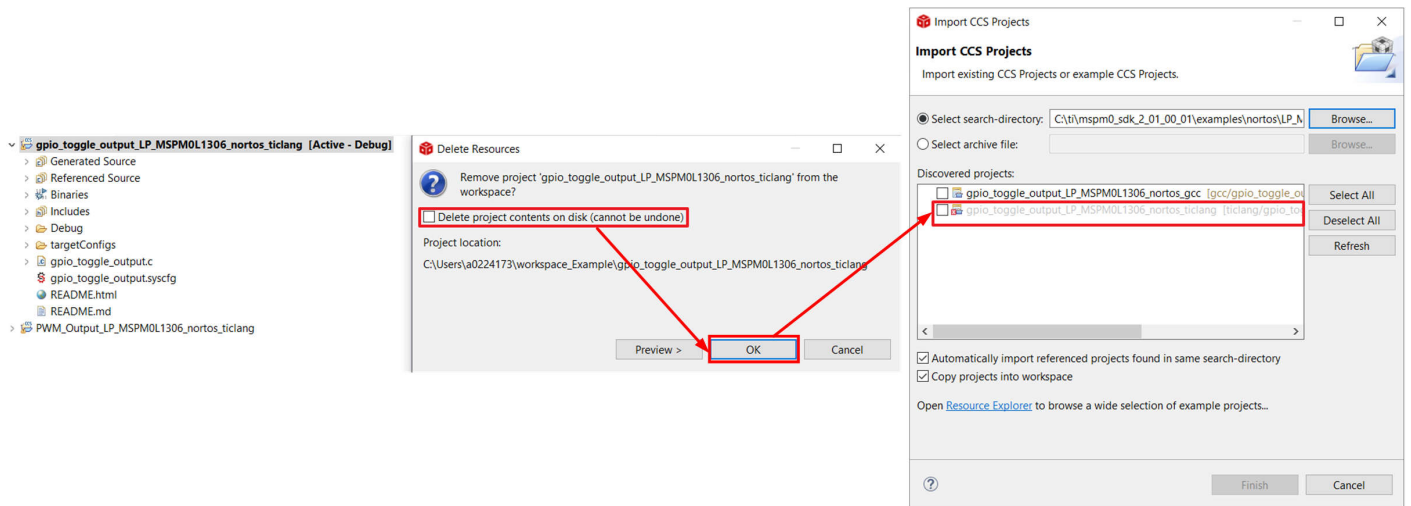 gpio_toggle_output_LP_MSPM0L1306_nortos_ticlang [Active - Debug]
Generated Source
Referenced Source
Binaries
Includes
Debug
targetConfigs
gpio_toggle_output.c
gpio_toggle_output.syscfg
README.html
README.md
PWM_Output_LP_MSPM0L1306_nortos_ticlang
Delete Resources
Remove project 'gpio_toggle_output_LP_MSPM0L1306_nortos_ticlang' from the
workspace?
Delete project contents on disk (cannot be undone)
Project location:
C:\Users\a0224173\workspace_Example\gpio_toggle_output_LP_MSPM0L1306_nortos_ticlang
Preview >
OK
Cancel
Import CCS Projects
Import CCS Projects
Import existing CCS Projects or example CCS Projects.
Select search-directory: C:\ti\mspm0_sdk_2_01_00_01\examples\nortos\LP_M Browse...
Select archive file: Browse...
Discovered projects:
gpio_toggle_output_LP_MSPM0L1306_nortos_gcc [gcc/gpio_toggle_ou
gpio_toggle_output_LP_MSPM0L1306_nortos_ticlang [ticlang/gpio_to
Select All
Deselect All
Refresh
Automatically import referenced projects found in same search-directory
Copy projects into workspace
Open Resource Explorer to browse a wide selection of example projects...
Finish
Cancel